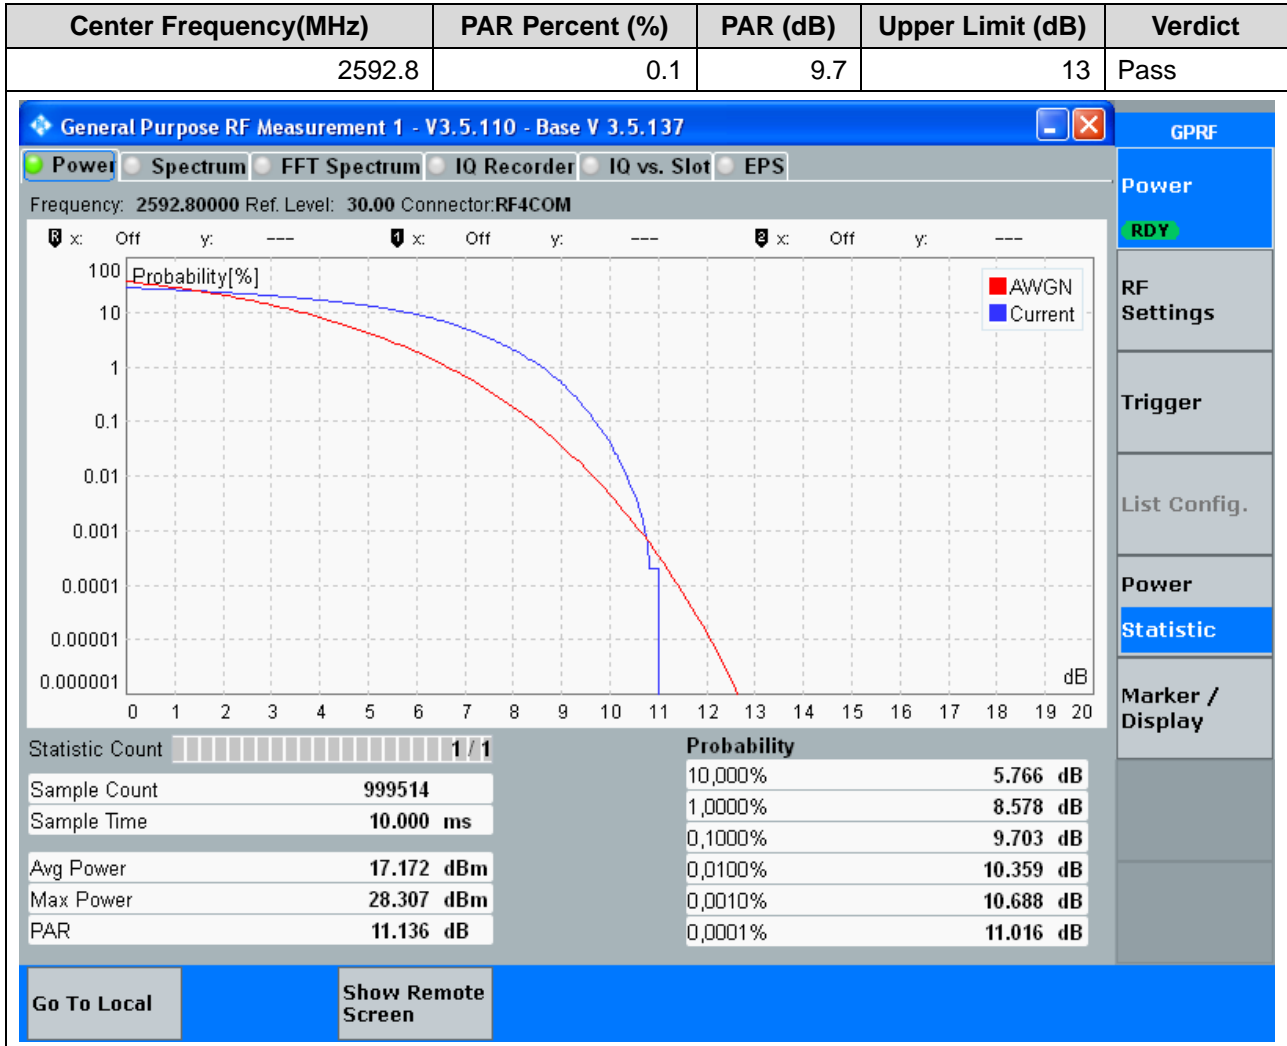 Center Frequency(MHz) PAR Percent (%) PAR (dB) Upper Limit (dB) Verdict
2592.8 0.1 9.7 13 Pass
General Purpose RF Measurement 1 - V3.5.110 - Base V 3.5.137
GPRF
Power Spectrum FFT Spectrum IQ Recorder IQ vs. Slot EPS
Power
RDY
Frequency: 2592.80000 Ref. Level: 30.00 Connector:RF4COM
R x: Off y: --- 1 x: Off y: --- 2 x: Off y: ---
Probability[%]
AWGN
Current
100
10
1
0.1
0.01
0.001
0.0001
0.00001
0.000001
dB
0 1 2 3 4 5 6 7 8 9 10 11 12 13 14 15 16 17 18 19 20
RF
Settings
Trigger
List Config.
Power
Statistic
Marker /
Display
Statistic Count 1 / 1
Sample Count 999514
Sample Time 10.000 ms
Avg Power 17.172 dBm
Max Power 28.307 dBm
PAR 11.136 dB
Probability
10,000% 5.766 dB
1,0000% 8.578 dB
0,1000% 9.703 dB
0,0100% 10.359 dB
0,0010% 10.688 dB
0,0001% 11.016 dB
Go To Local
Show Remote
Screen